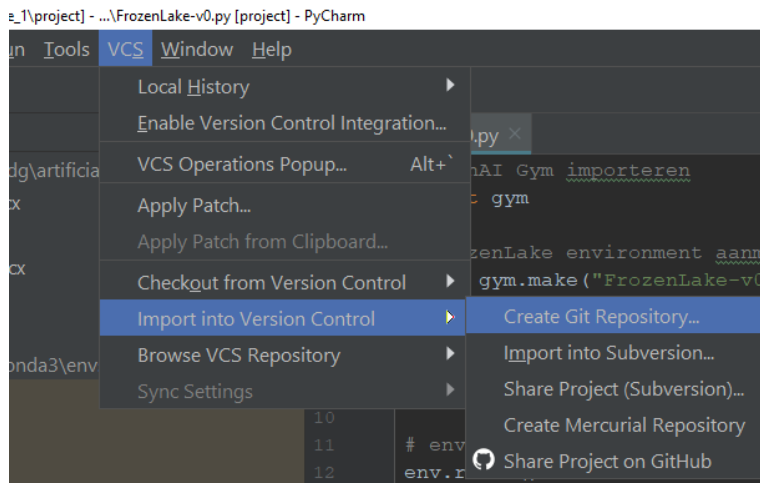 e_1\project] - ...\FrozenLake-v0.py [project] - PyCharm
un Tools VCS Window Help
Local History
Enable Version Control Integration...
VCS Operations Popup... Alt+`
Apply Patch...
Apply Patch from Clipboard...
Checkout from Version Control
Import into Version Control
Browse VCS Repository
Sync Settings
Create Git Repository...
Import into Subversion...
Share Project (Subversion)...
Create Mercurial Repository
Share Project on GitHub
dg\artificia
cx
onda3\env
.py
nAI Gym importeren
t gym
zenLake environment aanm
gym.make("FrozenLake-v0
10
11 # env
12 env.r